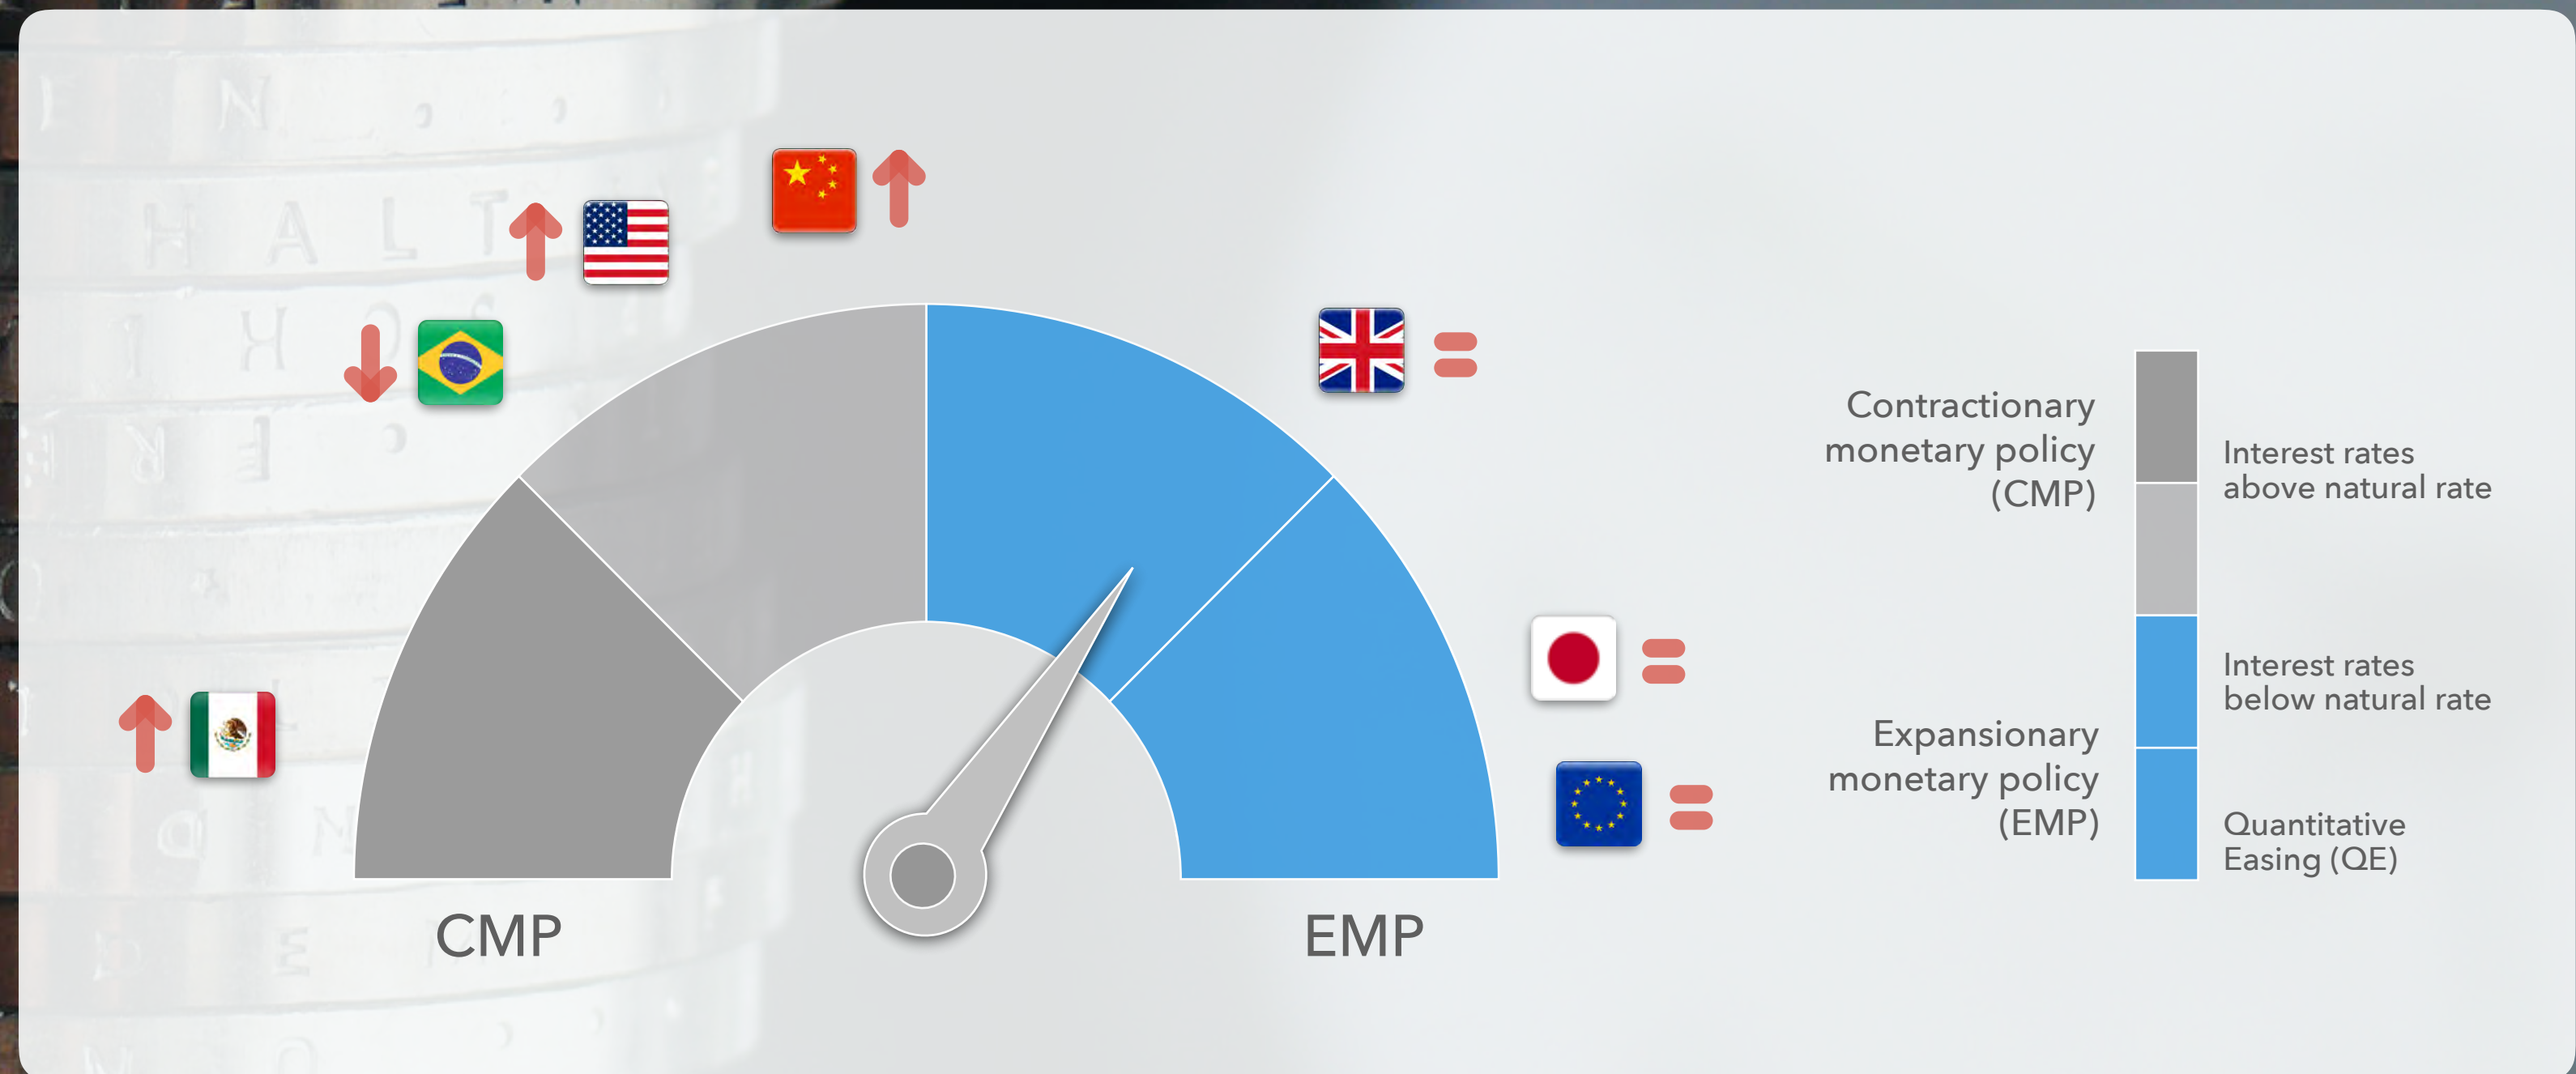 E N
H A L T
CMP
EMP
Contractionary
monetary policy
(CMP)
Interest rates
above natural rate
Interest rates
below natural rate
Expansionary
monetary policy
(EMP)
Quantitative
Easing (QE)